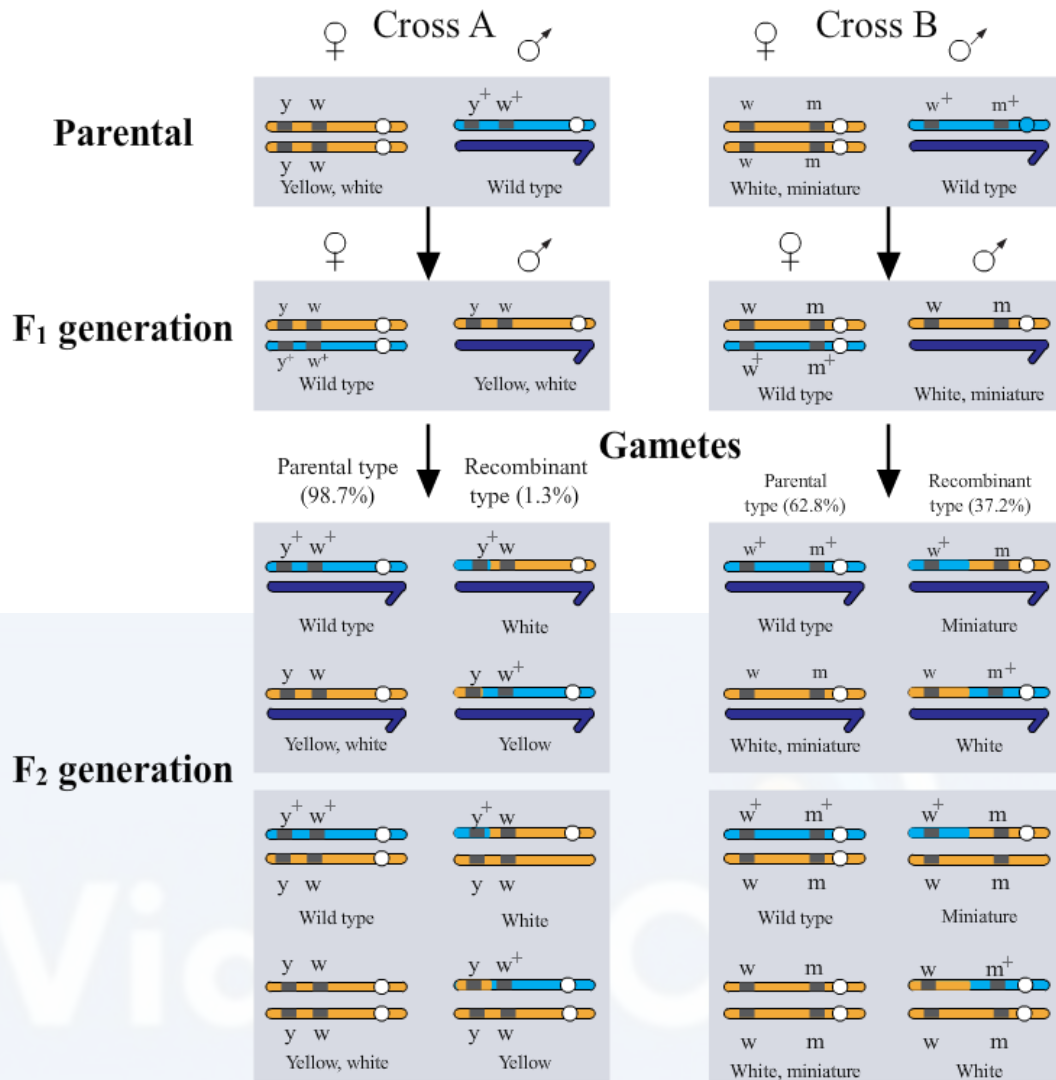 Cross A
Cross B
♀ ♂ ♀ ♂
Parental
y w
y⁺ w⁺
w m
w⁺ m⁺
y w
w m
Yellow, white
Wild type
White, miniature
Wild type
♀ ♂ ♀ ♂
F₁ generation
y w
y w
w m
w m
y⁺ w⁺
w⁺ m⁺
Wild type
Yellow, white
Wild type
White, miniature
Gametes
Parental type
(98.7%)
Recombinant
type (1.3%)
Parental
type (62.8%)
Recombinant
type (37.2%)
F₂ generation
y⁺ w⁺
y⁺ w
w⁺ m⁺
w⁺ m
Wild type
White
Wild type
Miniature
y w
y w⁺
w m
w m⁺
Yellow, white
Yellow
White, miniature
White
y⁺ w⁺
y⁺ w
w⁺ m⁺
w⁺ m
y w
y w
w m
w m
Wild type
White
Wild type
Miniature
y w
y w⁺
w m
w m⁺
y w
y w
w m
w m
Yellow, white
Yellow
White, miniature
White